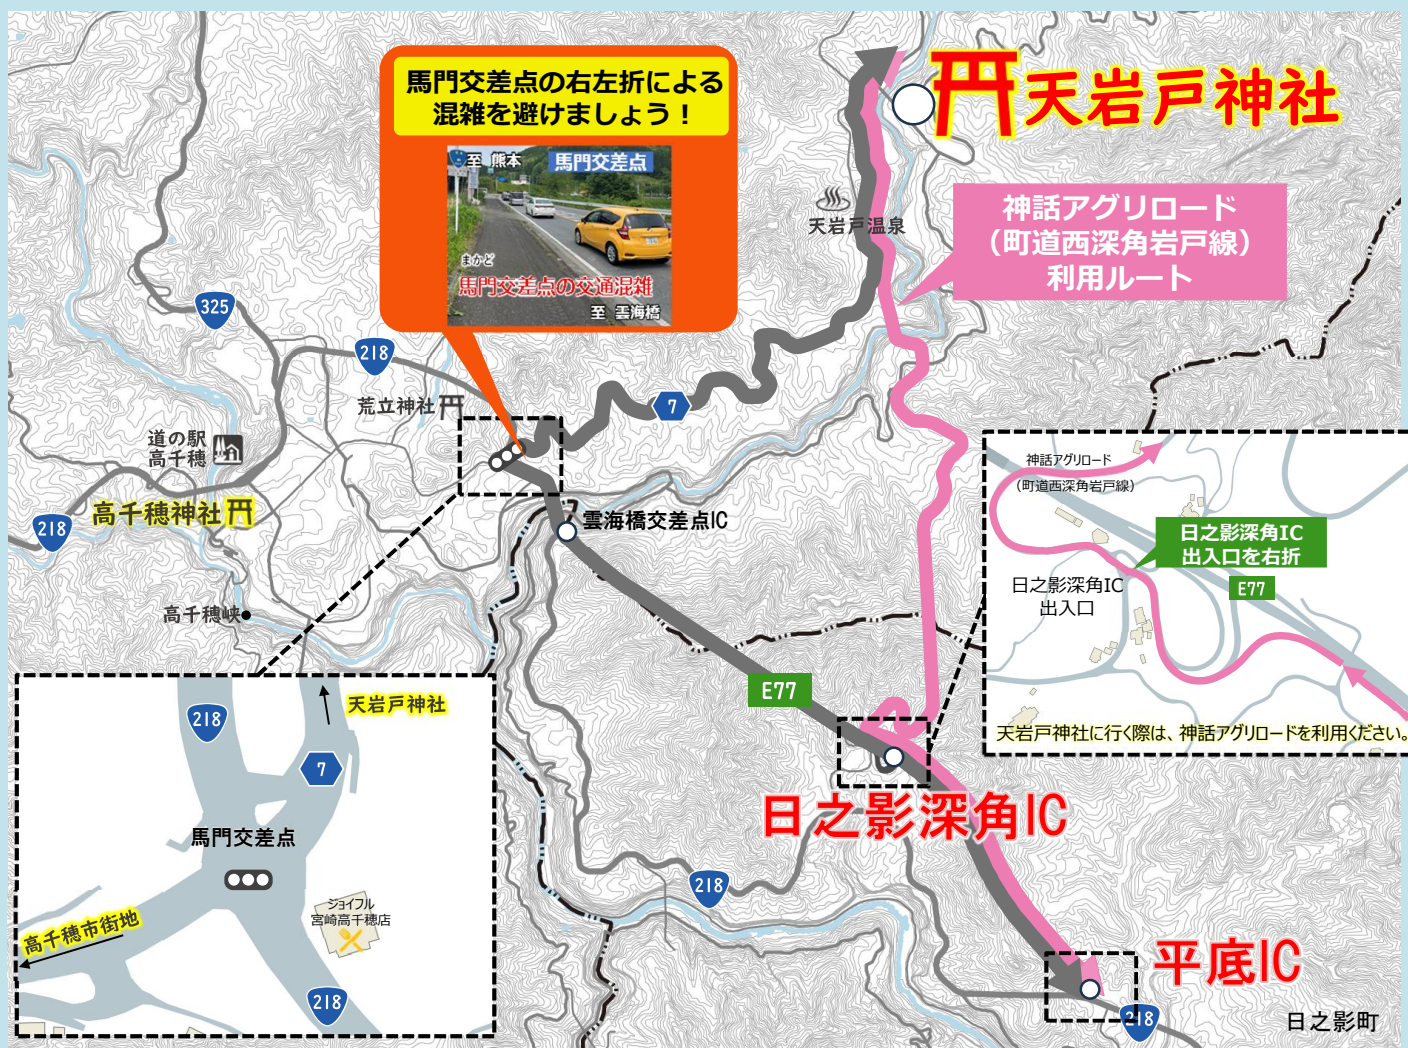 馬門交差点の右左折による
混雑を避けましょう！
至 熊本
馬門交差点
まかど
馬門交差点の交通混雑
至 雲海橋
天岩戸神社
神話アグリロード
（町道西深角岩戸線）
利用ルート
天岩戸温泉
325
218
7
荒立神社
道の駅
高千穂
高千穂神社
218
雲海橋交差点IC
高千穂峡
E77
神話アグリロード
（町道西深角岩戸線）
日之影深角IC
出入口を右折
E77
日之影深角IC
出入口
天岩戸神社に行く際は、神話アグリロードを利用ください。
日之影深角IC
218
平底IC
218
日之影町
天岩戸神社
218
7
馬門交差点
ジョイフル
宮崎高千穂店
高千穂市街地
218